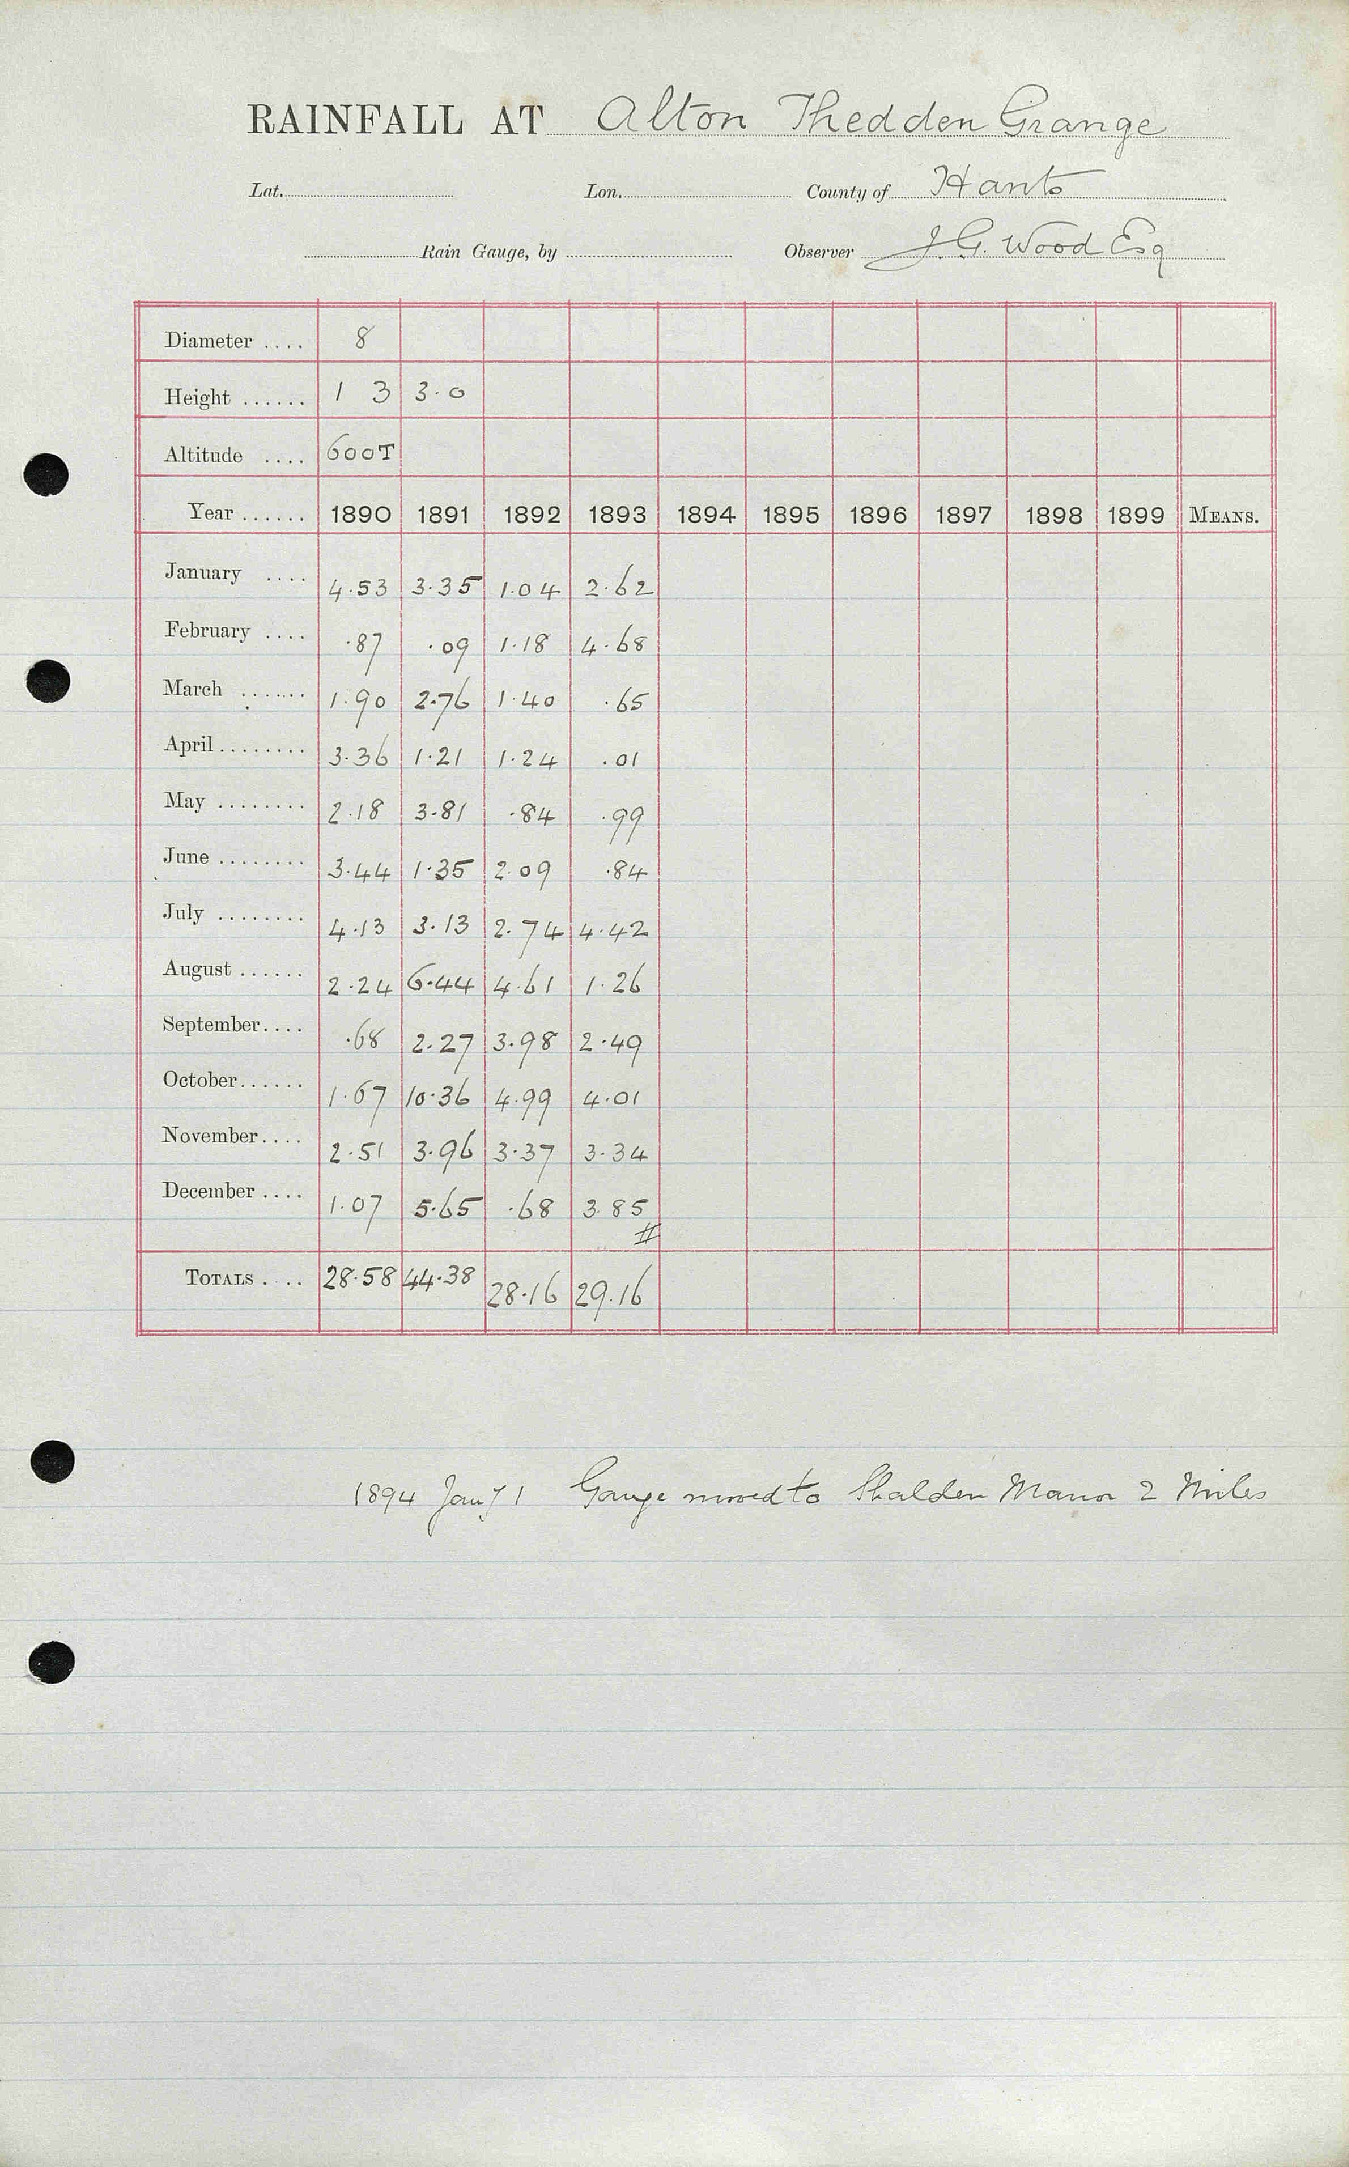 RAINFALL AT Alton Thedden Grange
Lat. Lon. County of Hants
Rain Gauge, by Observer J. G. Wood Esq
Diameter .... 8
Height ...... 1 3 3.0
Altitude .... 600T
Year ...... 1890 1891 1892 1893 1894 1895 1896 1897 1898 1899 MEANS.
January .... 4.53 3.35 1.04 2.62
February .... .87 .09 1.18 4.68
March ....... 1.90 2.76 1.40 .65
April ........ 3.36 1.21 1.24 .01
May ........ 2.18 3.81 .84 .99
June ........ 3.44 1.35 2.09 .84
July ........ 4.13 3.13 2.74 4.42
August ...... 2.24 6.44 4.61 1.26
September.... .68 2.27 3.98 2.49
October...... 1.67 10.36 4.99 4.01
November.... 2.51 3.96 3.37 3.34
December .... 1.07 5.65 .68 3.85
#
TOTALS .... 28.58 44.38 28.16 29.16
1894 Jany 1 Gauge moved to Shalden Manor 2 Miles